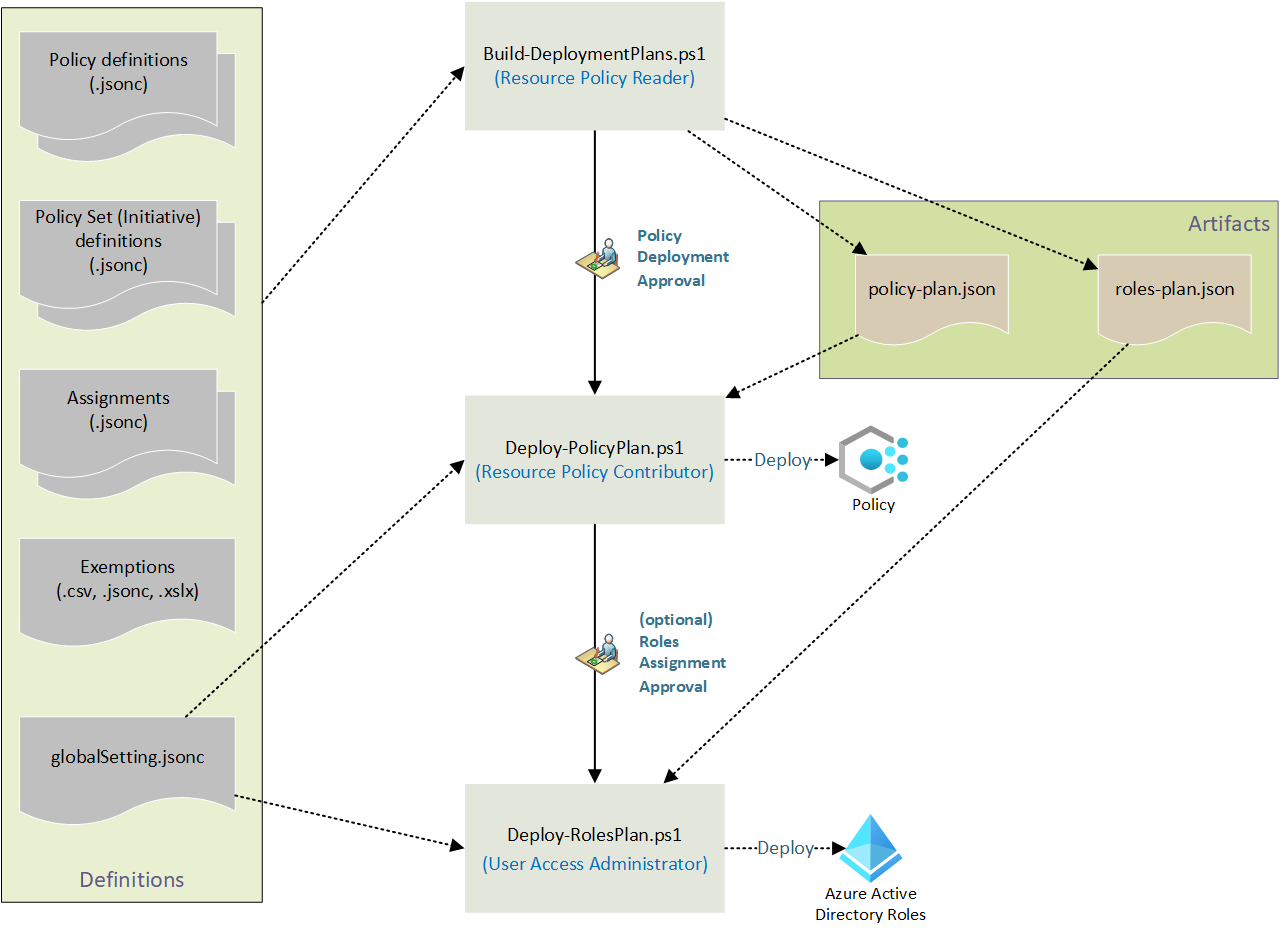 Policy definitions
(.jsonc)
Policy Set (Initiative)
definitions
(.jsonc)
Assignments
(.jsonc)
Exemptions
(.csv, .jsonc, .xslx)
globalSetting.jsonc
Definitions
Build-DeploymentPlans.ps1
(Resource Policy Reader)
Policy
Deployment
Approval
Artifacts
policy-plan.json
roles-plan.json
Deploy-PolicyPlan.ps1
(Resource Policy Contributor)
Deploy
Policy
(optional)
Roles
Assignment
Approval
Deploy-RolesPlan.ps1
(User Access Administrator)
Deploy
Azure Active
Directory Roles